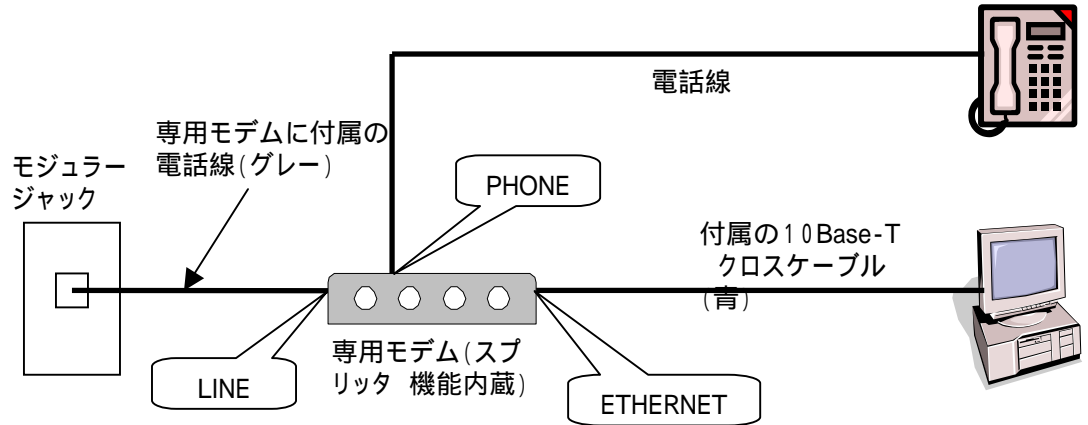 電話線
専用モデムに付属の
電話線(グレー)
モジュラー
ジャック
PHONE
付属の10Base-T
クロスケーブル
(青)
専用モデム(スプ
リッタ 機能内蔵)
LINE
ETHERNET